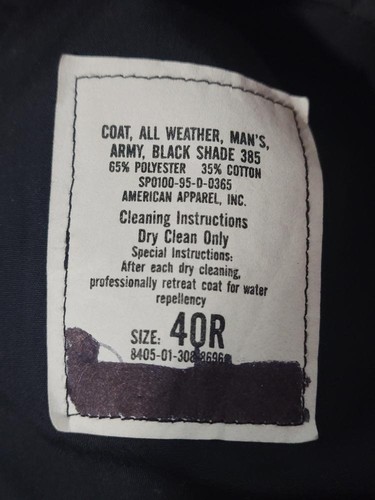 COAT, ALL WEATHER, MAN'S,
ARMY, BLACK SHADE 385
65% POLYESTER 35% COTTON
SPO100-95-D-0365
AMERICAN APPAREL, INC.
Cleaning Instructions
Dry Clean Only
Special Instructions:
After each dry cleaning,
professionally retreat coat for water
repellency
SIZE: 40R
8405-01-308-8696